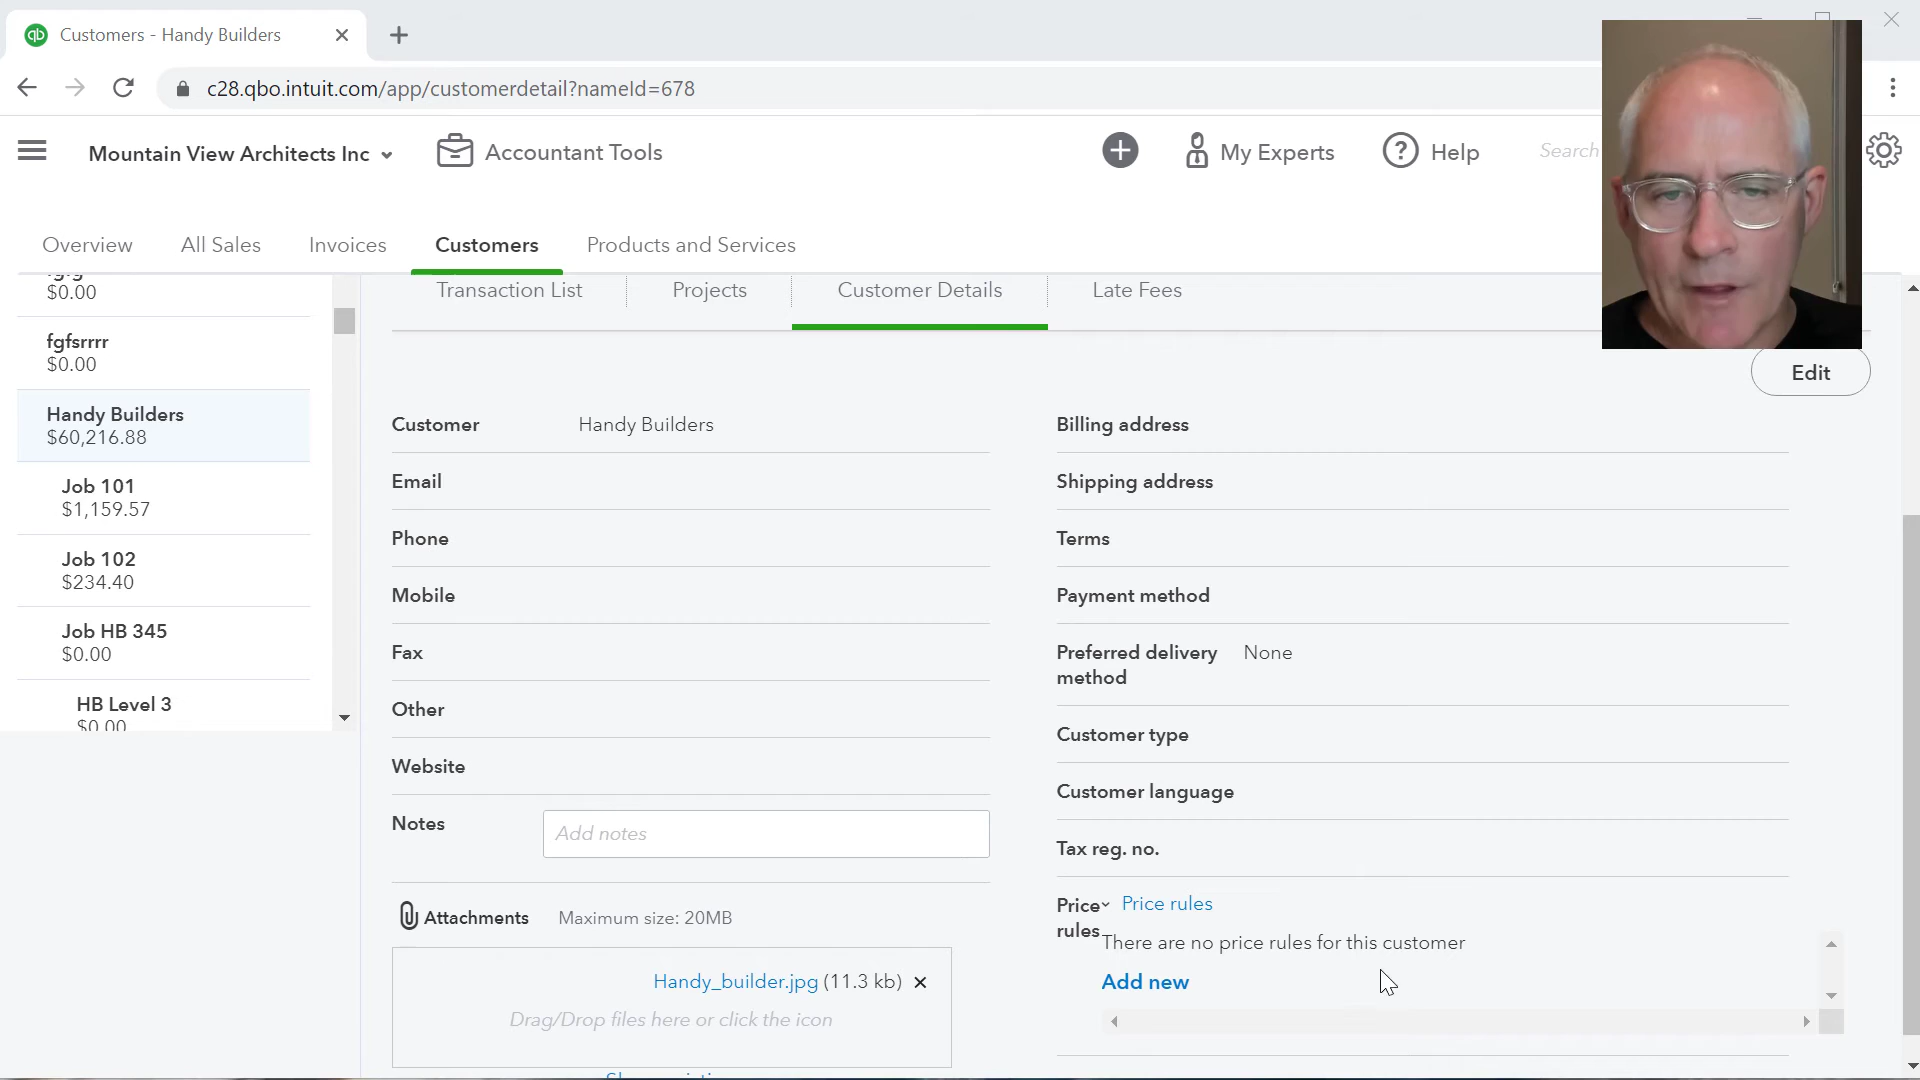 Customers - Handy Builders
c28.qbo.intuit.com/app/customerdetail?nameId=678
Mountain View Architects Inc
Accountant Tools
My Experts
Help
Search
Overview
All Sales
Invoices
Customers
Products and Services
$0.00
fgfsrrrr
$0.00
Handy Builders
$60,216.88
Job 101
$1,159.57
Job 102
$234.40
Job HB 345
$0.00
HB Level 3
$0.00
Transaction List
Projects
Customer Details
Late Fees
Edit
Customer Handy Builders
Email
Phone
Mobile
Fax
Other
Website
Notes Add notes
Attachments Maximum size: 20MB
Handy_builder.jpg (11.3 kb)
Drag/Drop files here or click the icon
Billing address
Shipping address
Terms
Payment method
Preferred delivery None
method
Customer type
Customer language
Tax reg. no.
Price Price rules
rules
There are no price rules for this customer
Add new